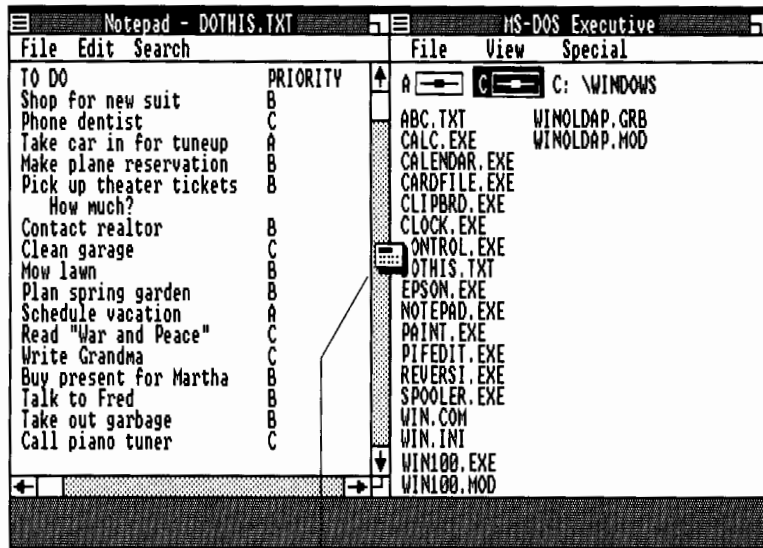 Notepad - DOTHIS.TXT
File Edit Search
TO DO PRIORITY
Shop for new suit B
Phone dentist C
Take car in for tuneup A
Make plane reservation B
Pick up theater tickets B
How much?
Contact realtor B
Clean garage C
Mow lawn B
Plan spring garden B
Schedule vacation A
Read "War and Peace" C
Write Grandma C
Buy present for Martha B
Talk to Fred B
Take out garbage B
Call piano tuner C
MS-DOS Executive
File View Special
A C C: \WINDOWS
ABC.TXT WINOLDAP.GRB
CALC.EXE WINOLDAP.MOD
CALENDAR.EXE
CARDFILE.EXE
CLIPBRD.EXE
CLOCK.EXE
ONTROL.EXE
OTHIS.TXT
EPSON.EXE
NOTEPAD.EXE
PAINT.EXE
PIFEDIT.EXE
REVERSI.EXE
SPOOLER.EXE
WIN.COM
WIN.INI
WIN100.EXE
WIN100.MOD